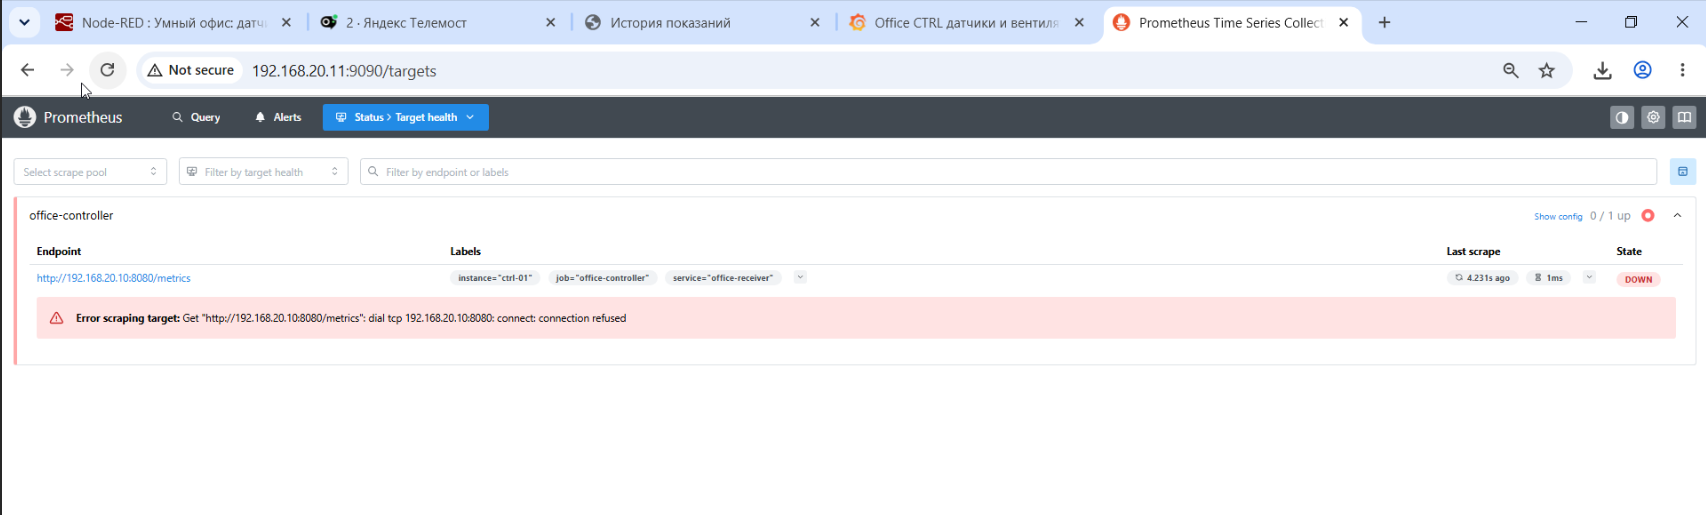 Node-RED : Умный офис: датч
2 · Яндекс Телемост
История показаний
Office CTRL датчики и вентиля
Prometheus Time Series Collect
Not secure
192.168.20.11:9090/targets
Prometheus
Query
Alerts
Status > Target health
Select scrape pool
Filter by target health
Filter by endpoint or labels
office-controller
Show config
0 / 1 up
Endpoint
Labels
Last scrape
State
http://192.168.20.10:8080/metrics
instance="ctrl-01"
job="office-controller"
service="office-receiver"
4.231s ago
1ms
DOWN
Error scraping target: Get "http://192.168.20.10:8080/metrics": dial tcp 192.168.20.10:8080: connect: connection refused